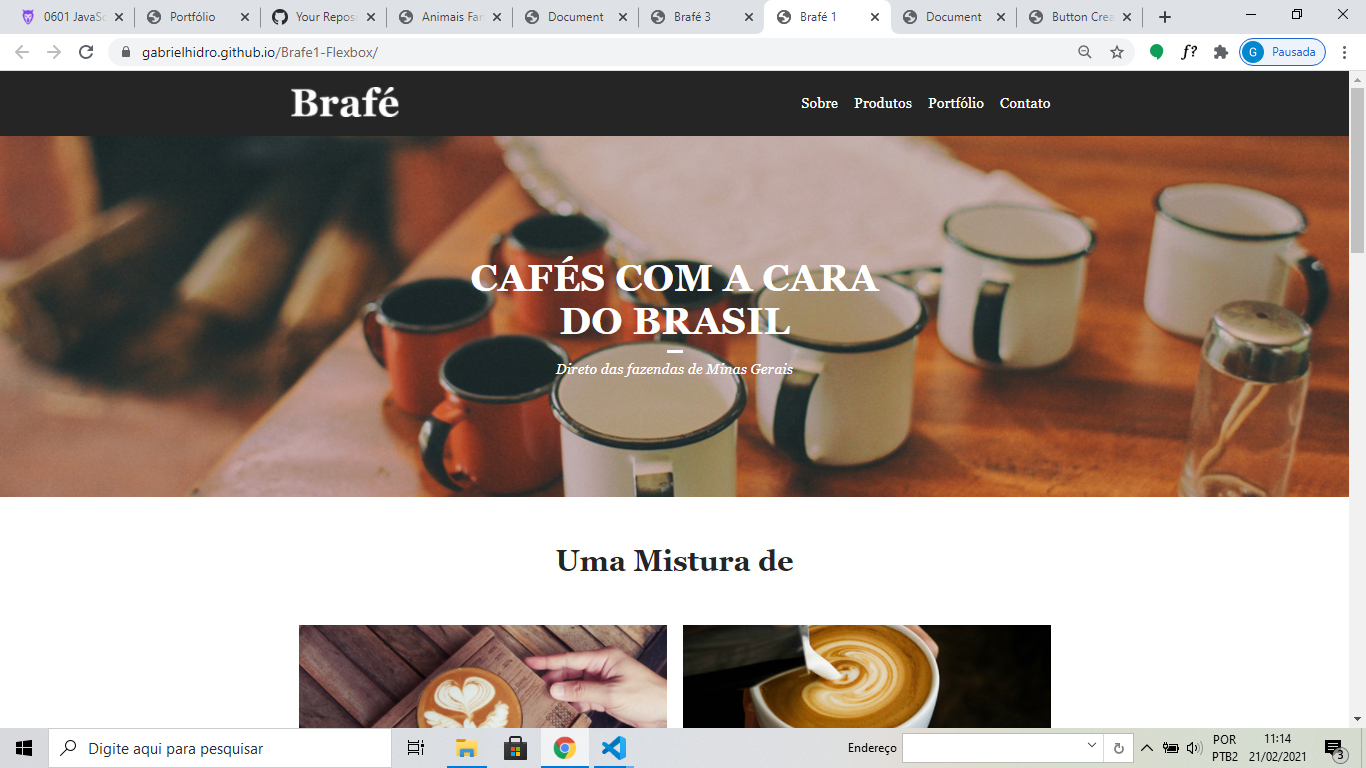 0601 JavaSc
Portfólio
Your Repos
Animais Fan
Document
Brafé 3
Brafé 1
Document
Button Crea
gabrielhidro.github.io/Brafe1-Flexbox/
f?
G
Pausada
Brafé
Sobre
Produtos
Portfólio
Contato
CAFÉS COM A CARA
DO BRASIL
Direto das fazendas de Minas Gerais
Uma Mistura de
Digite aqui para pesquisar
Endereço
POR
PTB2
11:14
21/02/2021
3